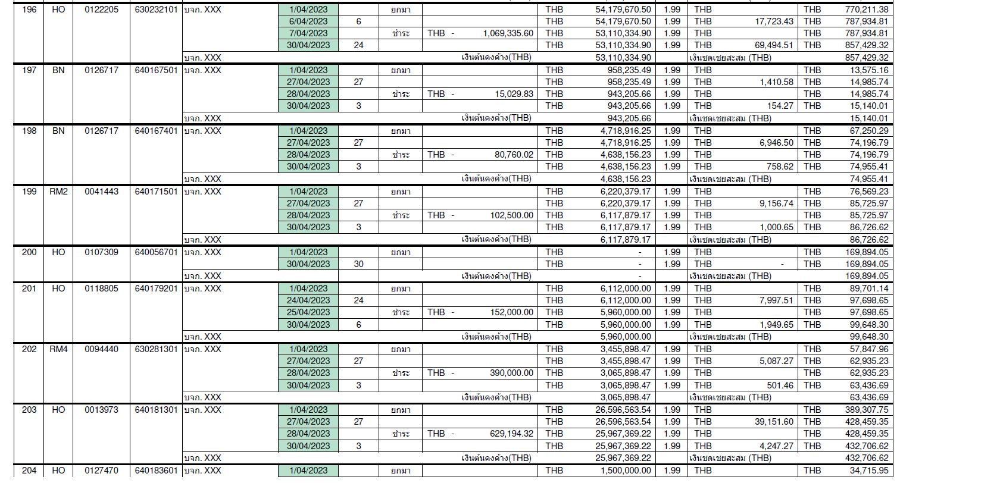 196 HO 0122205 630232101 บจก. XXX 1/04/2023 ยกมา THB 54,179,670.50 1.99 THB THB 770,211.38
6/04/2023 6 THB 54,179,670.50 1.99 THB 17,723.43 THB 787,934.81
7/04/2023 ชำระ THB - 1,069,335.60 THB 53,110,334.90 1.99 THB THB 787,934.81
30/04/2023 24 THB 53,110,334.90 1.99 THB 69,494.51 THB 857,429.32
บจก. XXX เงินต้นคงค้าง(THB) 53,110,334.90 เงินชดเชยสะสม (THB) 857,429.32
197 BN 0126717 640167501 บจก. XXX 1/04/2023 ยกมา THB 958,235.49 1.99 THB THB 13,575.16
27/04/2023 27 THB 958,235.49 1.99 THB 1,410.58 THB 14,985.74
28/04/2023 ชำระ THB - 15,029.83 THB 943,205.66 1.99 THB THB 14,985.74
30/04/2023 3 THB 943,205.66 1.99 THB 154.27 THB 15,140.01
บจก. XXX เงินต้นคงค้าง(THB) 943,205.66 เงินชดเชยสะสม (THB) 15,140.01
198 BN 0126717 640167401 บจก. XXX 1/04/2023 ยกมา THB 4,718,916.25 1.99 THB THB 67,250.29
27/04/2023 27 THB 4,718,916.25 1.99 THB 6,946.50 THB 74,196.79
28/04/2023 ชำระ THB - 80,760.02 THB 4,638,156.23 1.99 THB THB 74,196.79
30/04/2023 3 THB 4,638,156.23 1.99 THB 758.62 THB 74,955.41
บจก. XXX เงินต้นคงค้าง(THB) 4,638,156.23 เงินชดเชยสะสม (THB) 74,955.41
199 RM2 0041443 640171501 บจก. XXX 1/04/2023 ยกมา THB 6,220,379.17 1.99 THB THB 76,569.23
27/04/2023 27 THB 6,220,379.17 1.99 THB 9,156.74 THB 85,725.97
28/04/2023 ชำระ THB - 102,500.00 THB 6,117,879.17 1.99 THB THB 85,725.97
30/04/2023 3 THB 6,117,879.17 1.99 THB 1,000.65 THB 86,726.62
บจก. XXX เงินต้นคงค้าง(THB) 6,117,879.17 เงินชดเชยสะสม (THB) 86,726.62
200 HO 0107309 640056701 บจก. XXX 1/04/2023 ยกมา THB - 1.99 THB THB 169,894.05
30/04/2023 30 THB - 1.99 THB - THB 169,894.05
บจก. XXX เงินต้นคงค้าง(THB) - เงินชดเชยสะสม (THB) 169,894.05
201 HO 0118805 640179201 บจก. XXX 1/04/2023 ยกมา THB 6,112,000.00 1.99 THB THB 89,701.14
24/04/2023 24 THB 6,112,000.00 1.99 THB 7,997.51 THB 97,698.65
25/04/2023 ชำระ THB - 152,000.00 THB 5,960,000.00 1.99 THB THB 97,698.65
30/04/2023 6 THB 5,960,000.00 1.99 THB 1,949.65 THB 99,648.30
บจก. XXX เงินต้นคงค้าง(THB) 5,960,000.00 เงินชดเชยสะสม (THB) 99,648.30
202 RM4 0094440 630281301 บจก. XXX 1/04/2023 ยกมา THB 3,455,898.47 1.99 THB THB 57,847.96
27/04/2023 27 THB 3,455,898.47 1.99 THB 5,087.27 THB 62,935.23
28/04/2023 ชำระ THB - 390,000.00 THB 3,065,898.47 1.99 THB THB 62,935.23
30/04/2023 3 THB 3,065,898.47 1.99 THB 501.46 THB 63,436.69
บจก. XXX เงินต้นคงค้าง(THB) 3,065,898.47 เงินชดเชยสะสม (THB) 63,436.69
203 HO 0013973 640181301 บจก. XXX 1/04/2023 ยกมา THB 26,596,563.54 1.99 THB THB 389,307.75
27/04/2023 27 THB 26,596,563.54 1.99 THB 39,151.60 THB 428,459.35
28/04/2023 ชำระ THB - 629,194.32 THB 25,967,369.22 1.99 THB THB 428,459.35
30/04/2023 3 THB 25,967,369.22 1.99 THB 4,247.27 THB 432,706.62
บจก. XXX เงินต้นคงค้าง(THB) 25,967,369.22 เงินชดเชยสะสม (THB) 432,706.62
204 HO 0127470 640183601 บจก. XXX 1/04/2023 ยกมา THB 1,500,000.00 1.99 THB THB 34,715.95